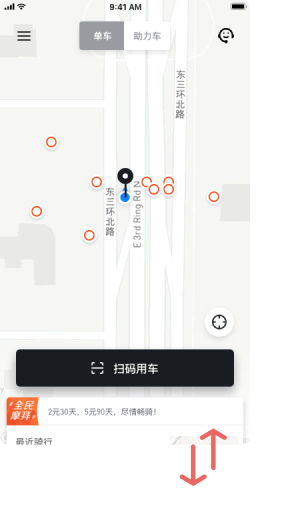 9:41 AM
单车
助力车
东三环北路
东三环北路
E 3rd Ring Rd N
扫码用车
全民
摩拜
2元30天，5元90天，尽情畅骑！
最近骑行